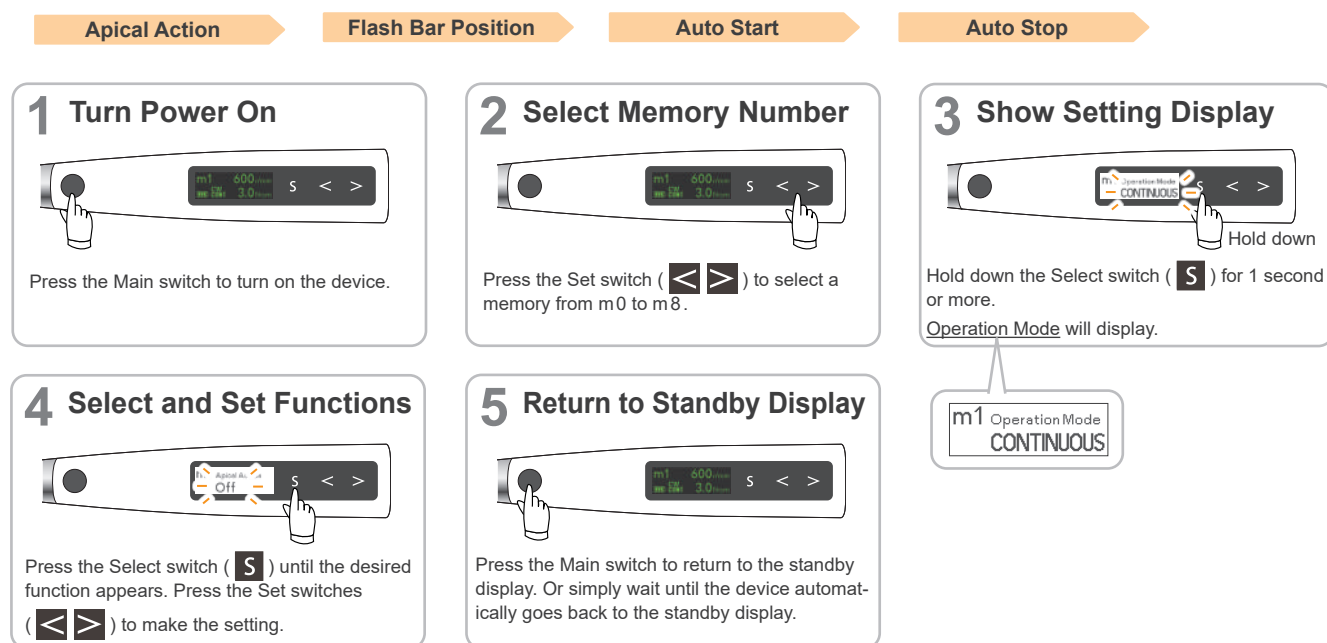 Apical Action
Flash Bar Position
Auto Start
Auto Stop
1 Turn Power On
m1 600
3.0
S < >
Press the Main switch to turn on the device.
2 Select Memory Number
m1 600
3.0
S < >
Press the Set switch ( < > ) to select a
memory from m0 to m8.
3 Show Setting Display
Operation Mode
CONTINUOUS
S < >
Hold down
Hold down the Select switch ( S ) for 1 second
or more.
Operation Mode will display.
m1 Operation Mode
CONTINUOUS
4 Select and Set Functions
Off
S < >
Press the Select switch ( S ) until the desired
function appears. Press the Set switches
( < > ) to make the setting.
5 Return to Standby Display
m1 600
3.0
S < >
Press the Main switch to return to the standby
display. Or simply wait until the device automat-
ically goes back to the standby display.